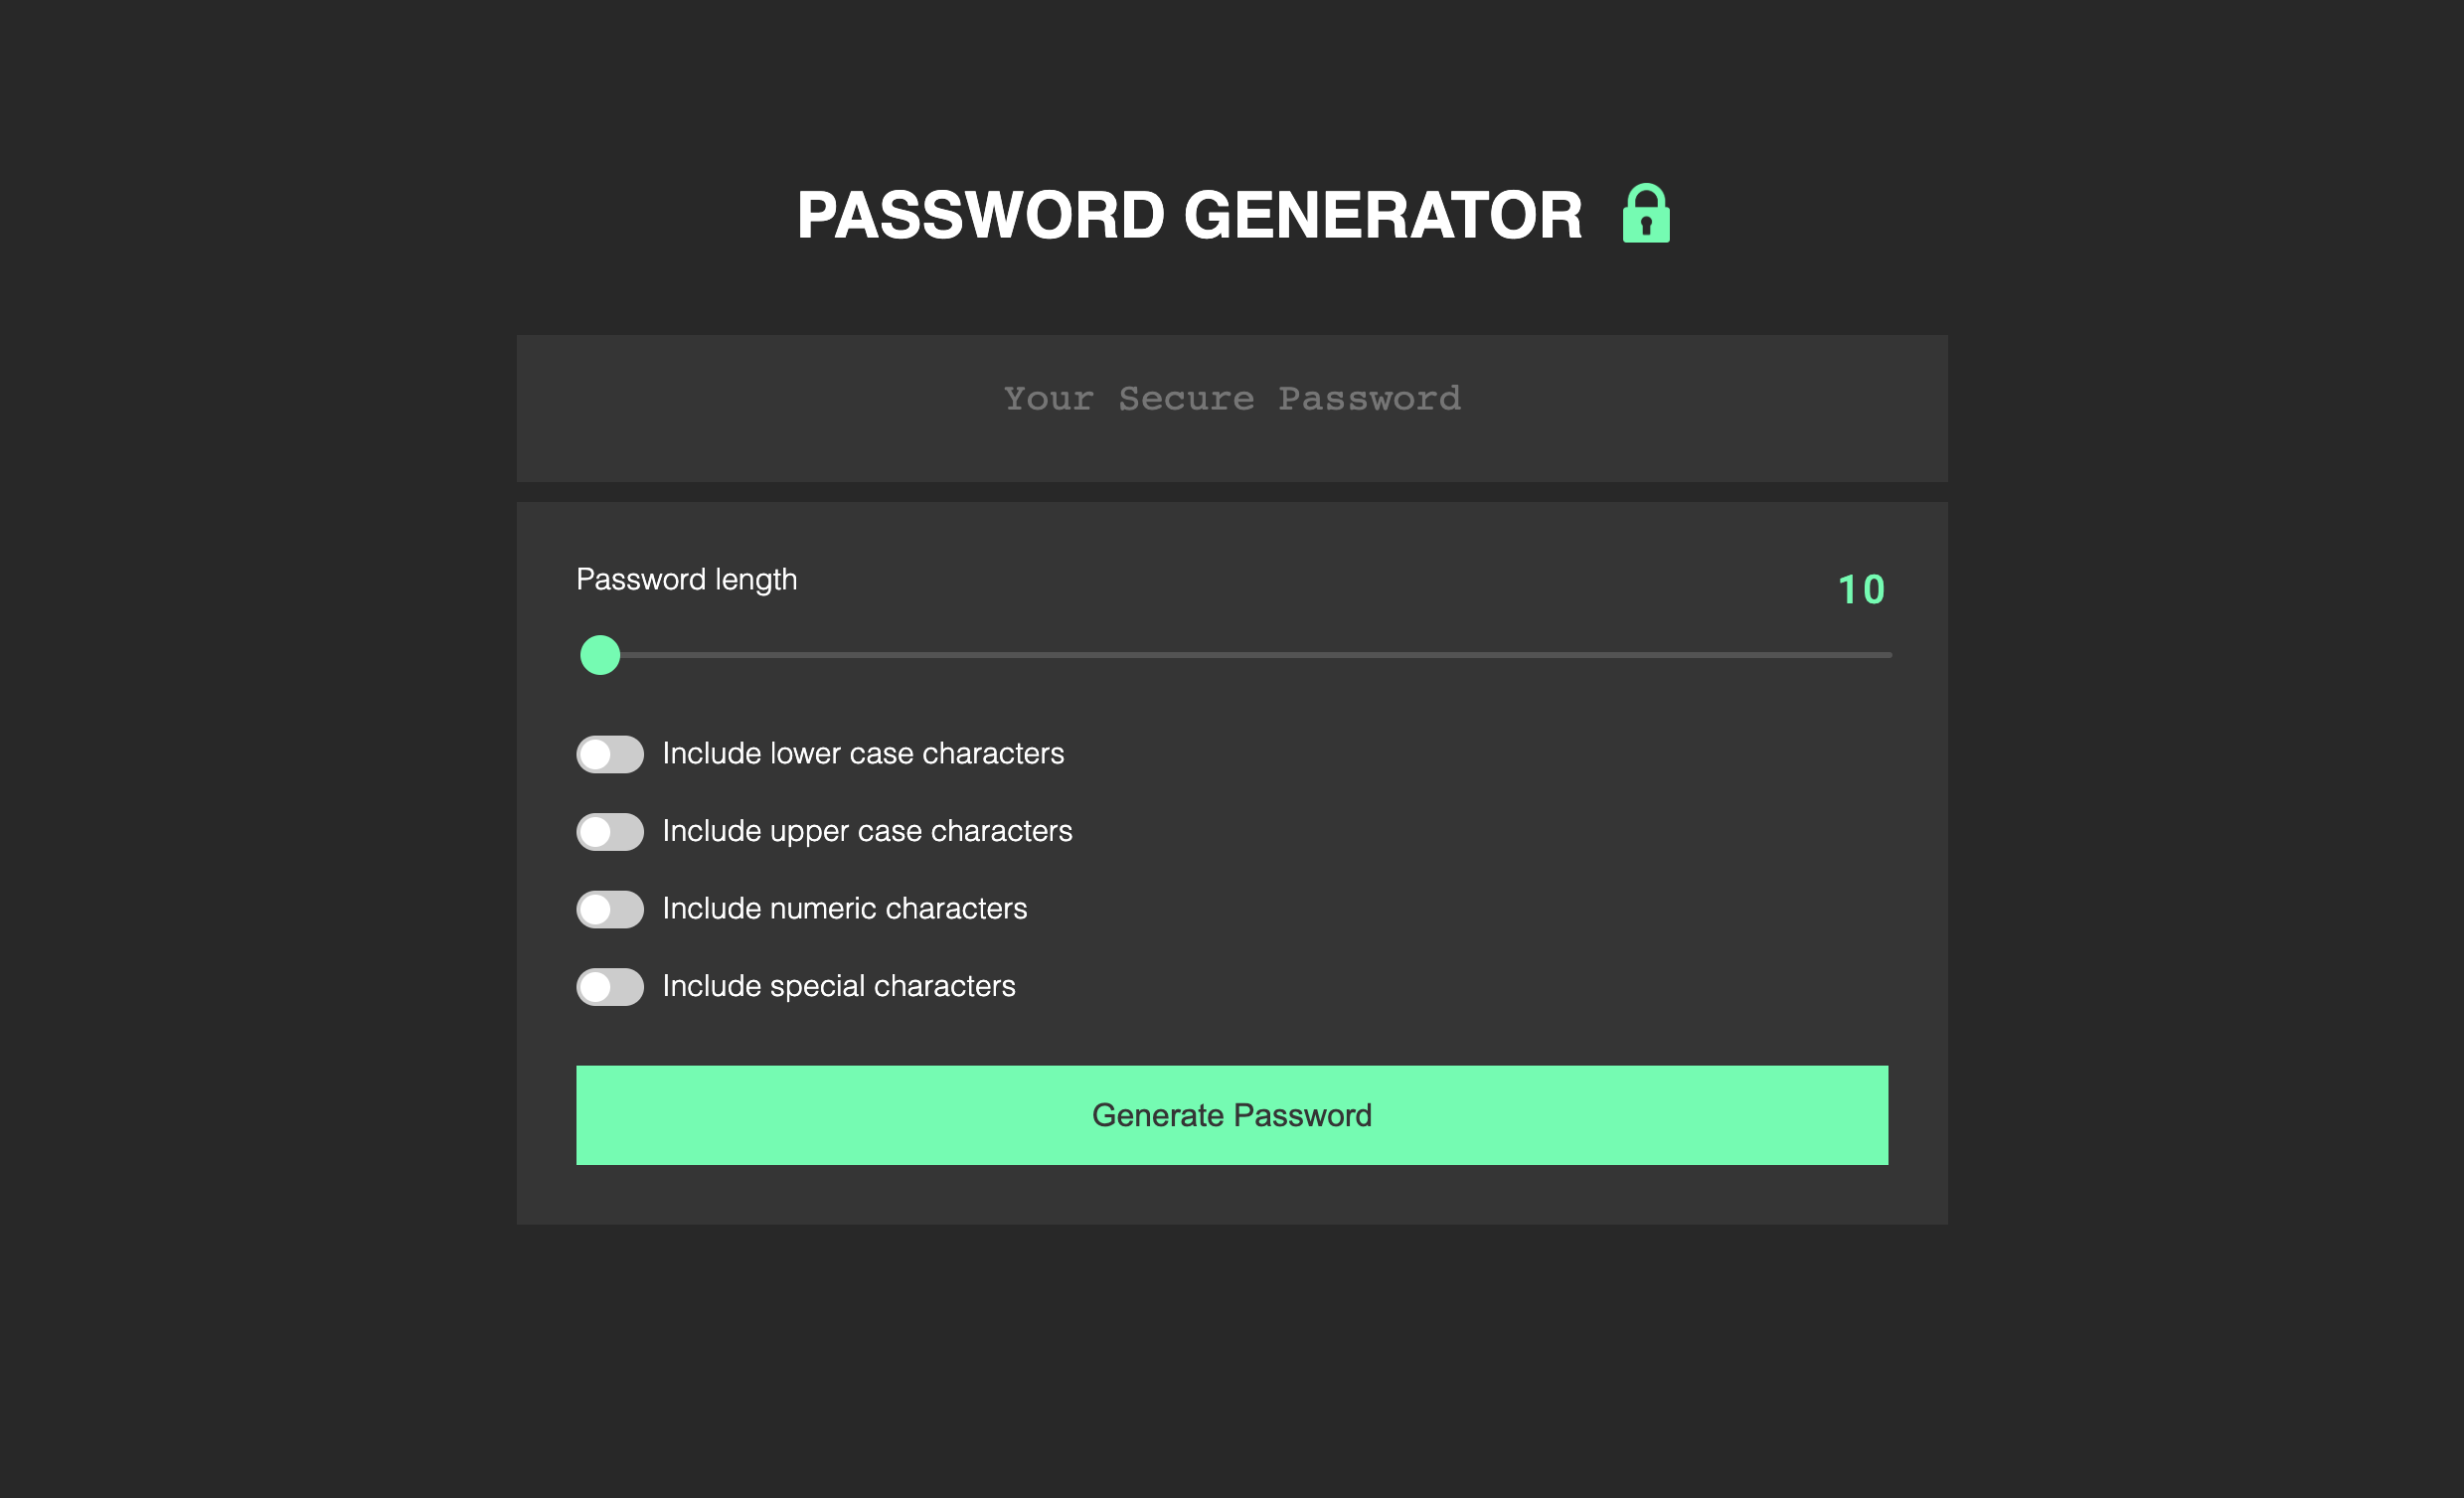 PASSWORD GENERATOR
Your Secure Password
Password length
10
Include lower case characters
Include upper case characters
Include numeric characters
Include special characters
Generate Password